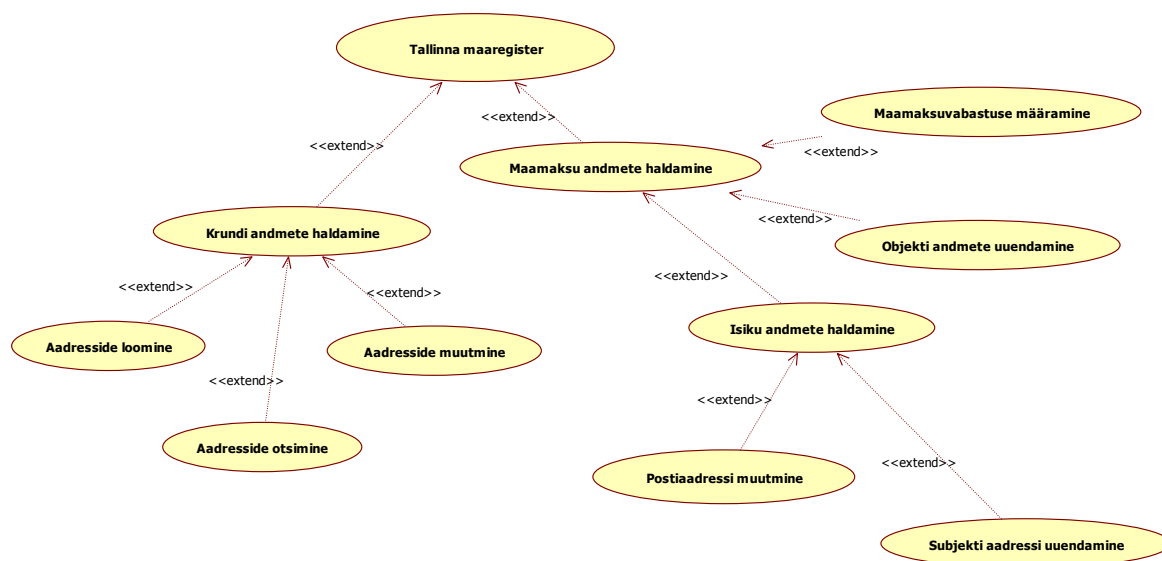 Tallinna maaregister
Maamaksuvabastuse määramine
<<extend>>
<<extend>>
<<extend>>
Maamaksu andmete haldamine
<<extend>>
Krundi andmete haldamine
Objekti andmete uuendamine
<<extend>>
<<extend>>
<<extend>>
Isiku andmete haldamine
Aadresside loomine
Aadresside muutmine
<<extend>>
<<extend>>
Aadresside otsimine
<<extend>>
Postiaadressi muutmine
Subjekti aadressi uuendamine